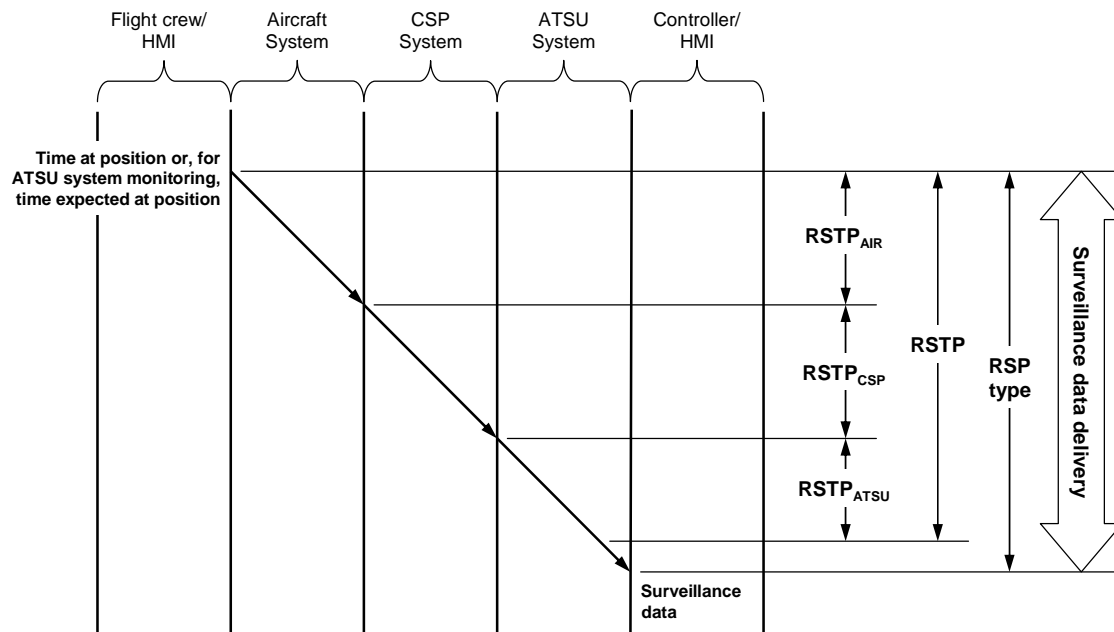 Flight crew/
HMI
Aircraft
System
CSP
System
ATSU
System
Controller/
HMI
Time at position or, for
ATSU system monitoring,
time expected at position
RSTPAIR
RSTPCSP
RSTPATSU
RSTP
RSP
type
Surveillance data delivery
Surveillance
data